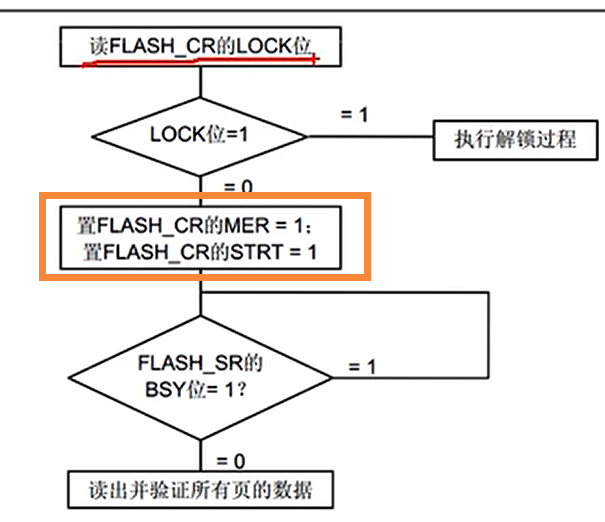 读FLASH_CR的LOCK位
LOCK位=1
= 1
执行解锁过程
= 0
置FLASH_CR的MER = 1;
置FLASH_CR的STRT = 1
FLASH_SR的
BSY位= 1?
= 1
= 0
读出并验证所有页的数据